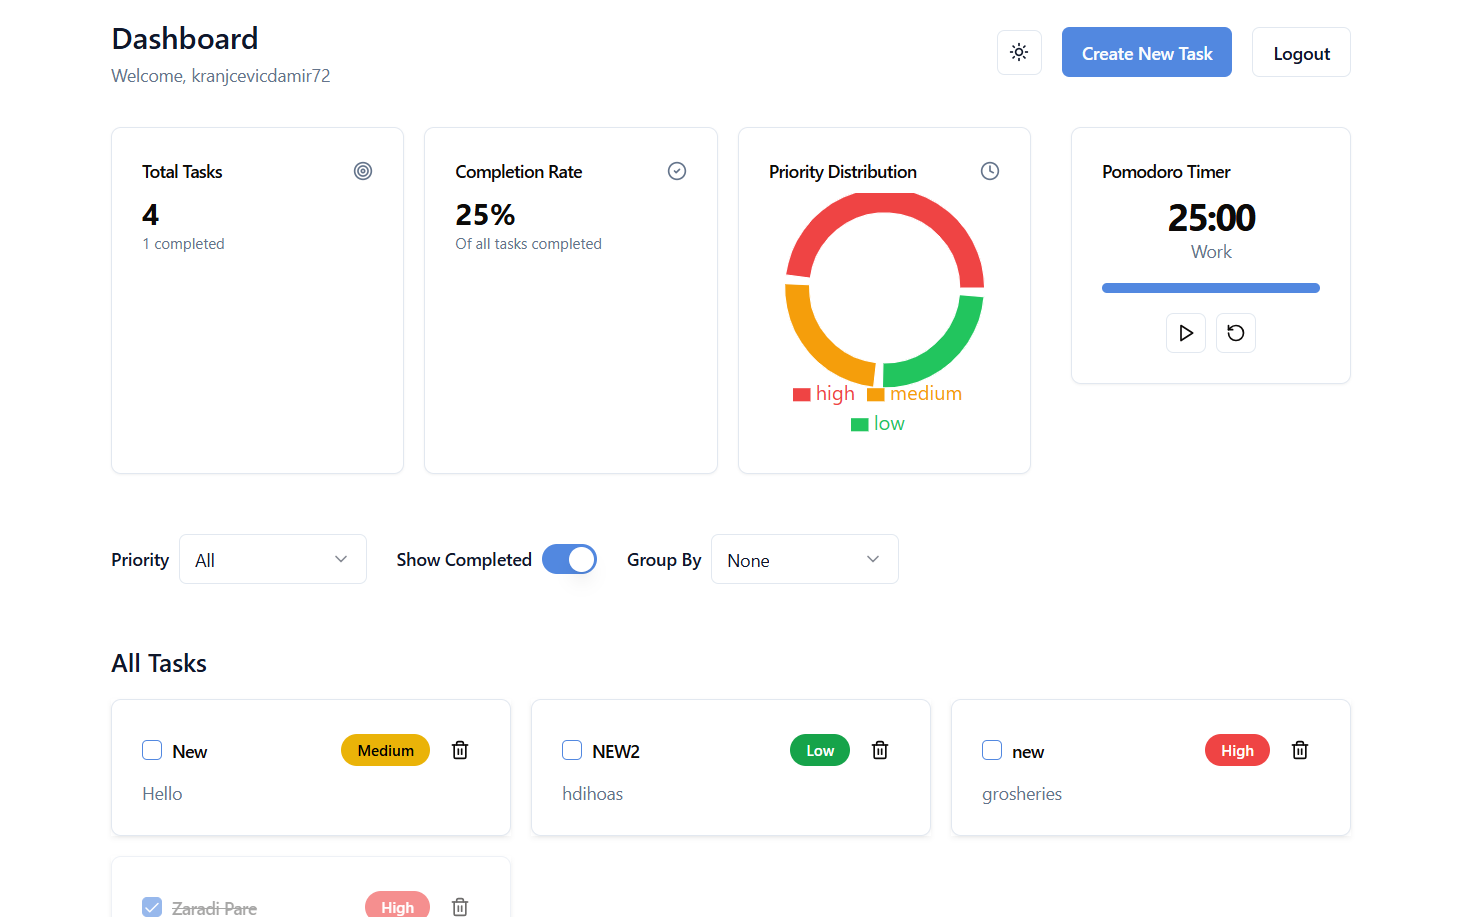 Dashboard
Welcome, kranjcevicdamir72
Create New Task
Logout
Total Tasks
4
1 completed
Completion Rate
25%
Of all tasks completed
Priority Distribution
high medium
low
Pomodoro Timer
25:00
Work
Priority All
Show Completed
Group By None
All Tasks
New Medium
Hello
NEW2 Low
hdihoas
new High
grosheries
Zaradi Pare High